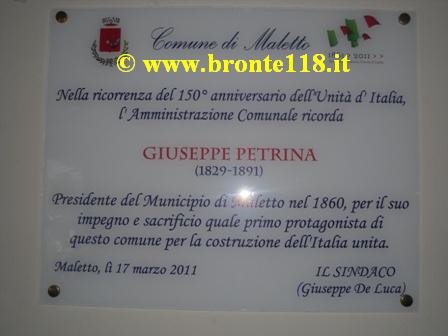 Comune di Maletto
2011 >>
© www.bronte118.it
Nella ricorrenza del 150° anniversario dell'Unità d' Italia,
l'Amministrazione Comunale ricorda
GIUSEPPE PETRINA
(1829-1891)
Presidente del Municipio di Maletto nel 1860, per il suo
impegno e sacrificio quale primo protagonista di
questo comune per la costruzione dell'Italia unita.
Maletto, lì 17 marzo 2011
IL SINDACO
(Giuseppe De Luca)